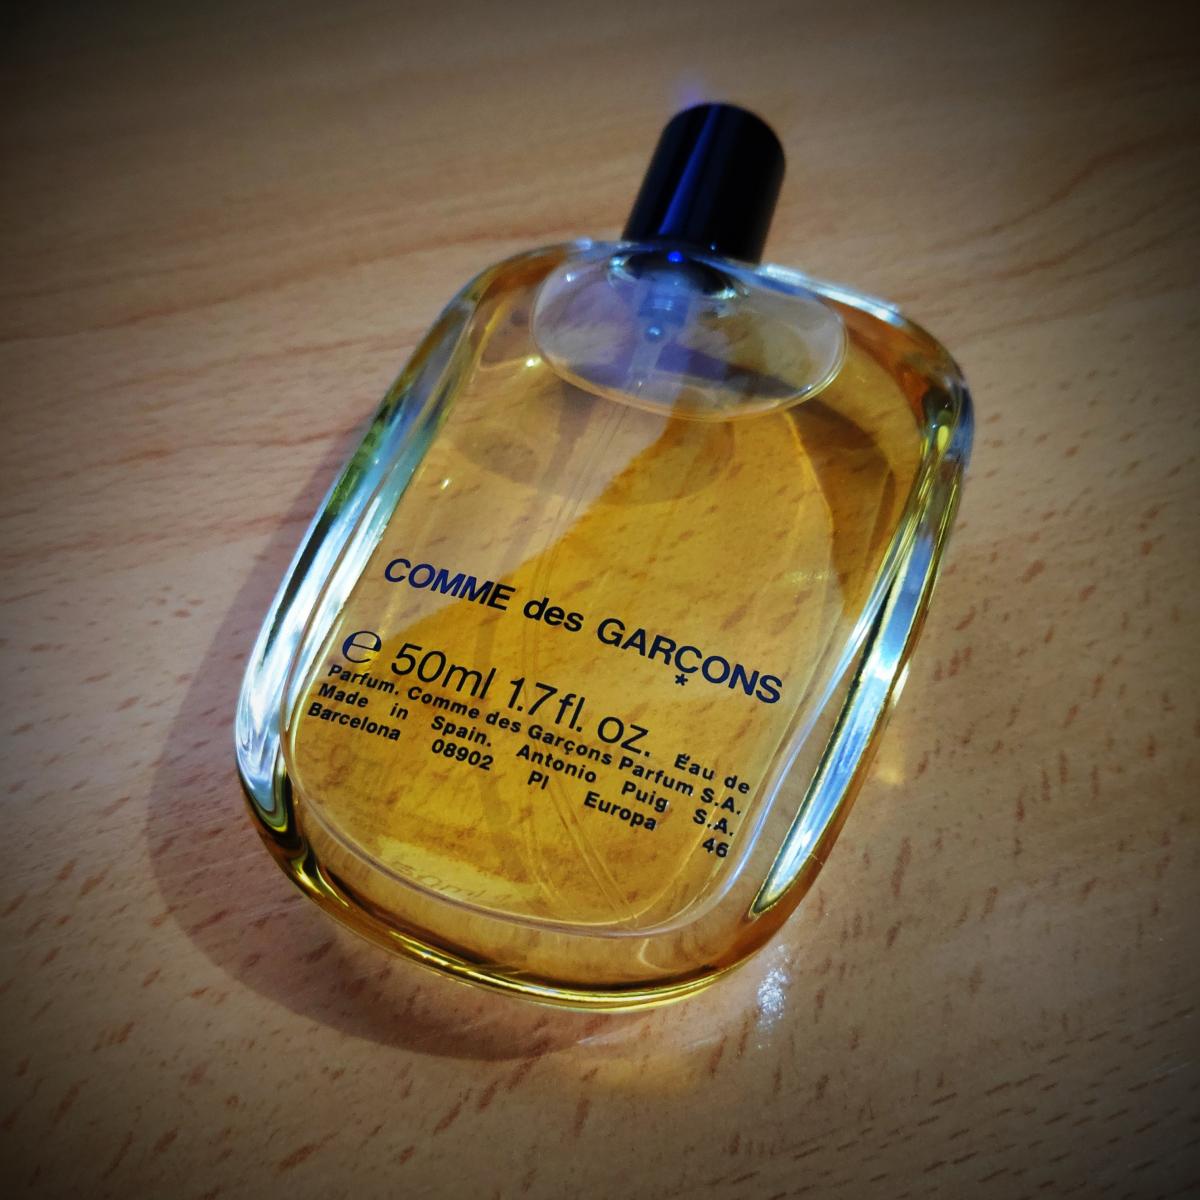 COMME des GARÇONS
*
℮ 50ml 1.7fl. oz. Eau de
Parfum. Comme des Garçons Parfum S.A.
Made in Spain. Antonio Puig S.A.
Barcelona 08902 Pl Europa 46